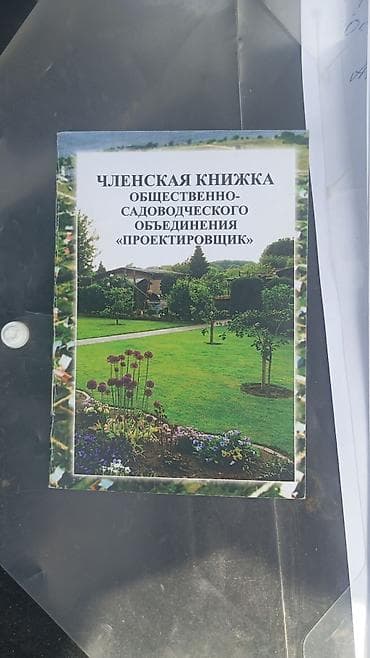 ЧЛЕНСКАЯ КНИЖКА
ОБЩЕСТВЕННО-
САДОВОДЧЕСКОГО
ОБЪЕДИНЕНИЯ
«ПРОЕКТИРОВЩИК»